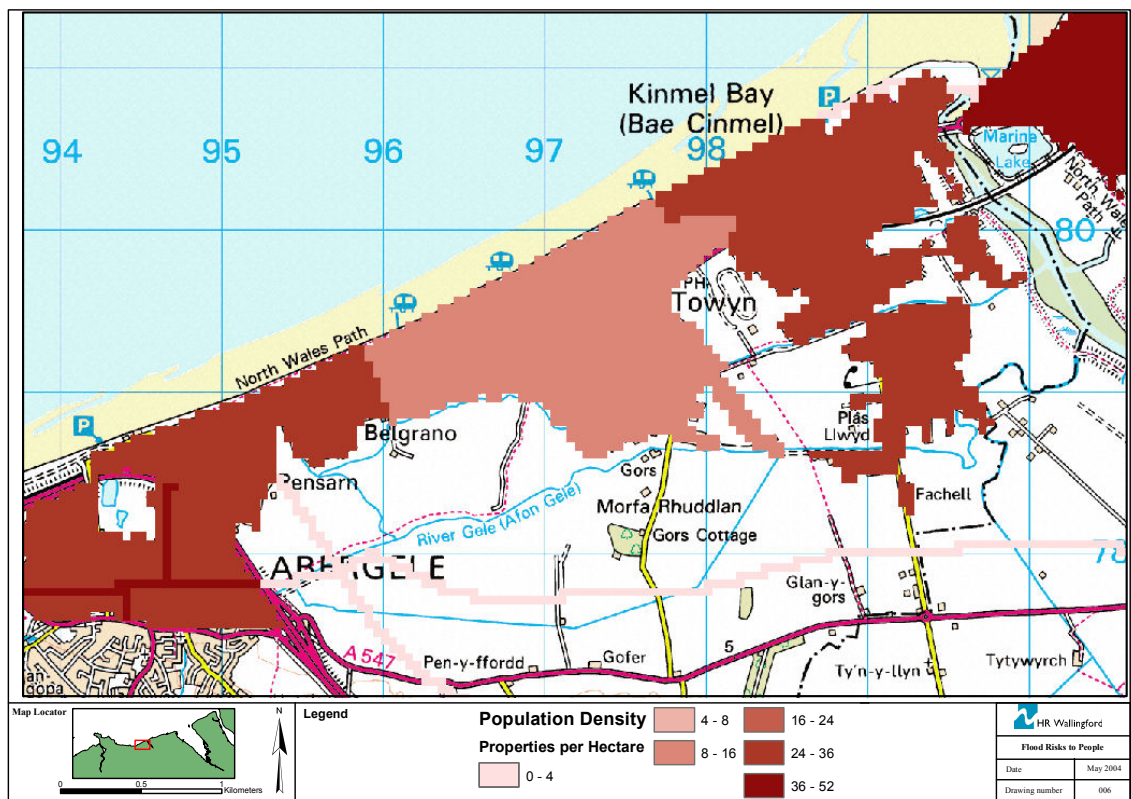 Kinmel Bay
(Bae Cinmel)
P
94
95
96
97
98
Marine
Lake
North Wales
Path
80
PH
Towyn
North Wales Path
P
Belgrano
Plas
Llwyd
Pensarn
Gors
Fachell
Morfa Rhuddlan
River Gele (Afon Gele)
Gors Cottage
ABERGELE
78
Glan-y-
gors
A 547
Pen-y-ffordd
Gofer
5
Ty'n-y-llyn
Tytywyrch
Map Locator
N
0
0.5
1
Kilometers
Legend
Population Density
Properties per Hectare
0 - 4
4 - 8
8 - 16
16 - 24
24 - 36
36 - 52
HR Wallingford
Flood Risks to People
Date
May 2004
Drawing number
006